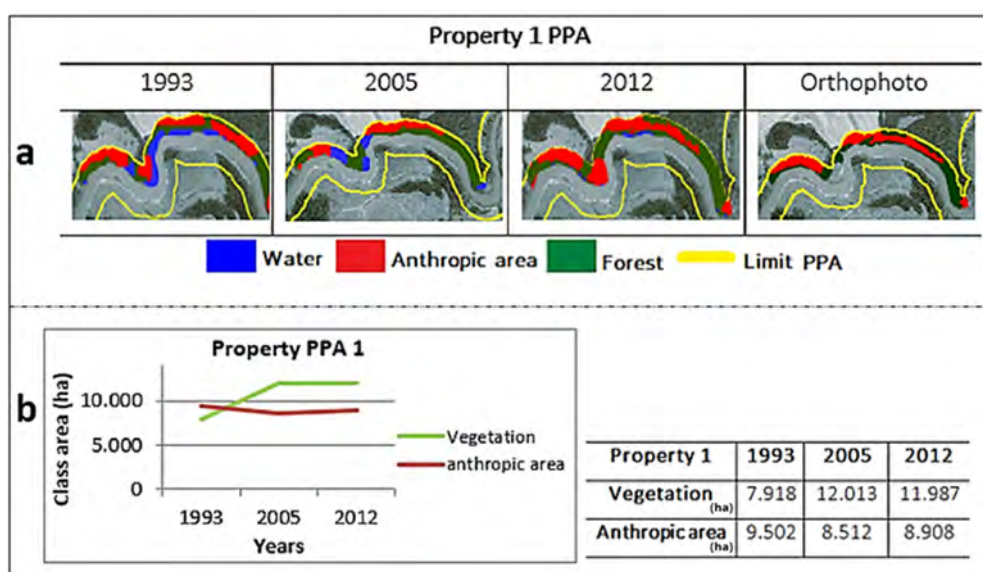 Property 1 PPA
1993 2005 2012 Orthophoto
a
Water Anthropic area Forest Limit PPA
b
Property PPA 1
Class area (ha)
10.000
5.000
0
1993 2005 2012
Years
Vegetation
anthropic area
Property 1 1993 2005 2012
Vegetation (ha) 7.918 12.013 11.987
Anthropic area (ha) 9.502 8.512 8.908